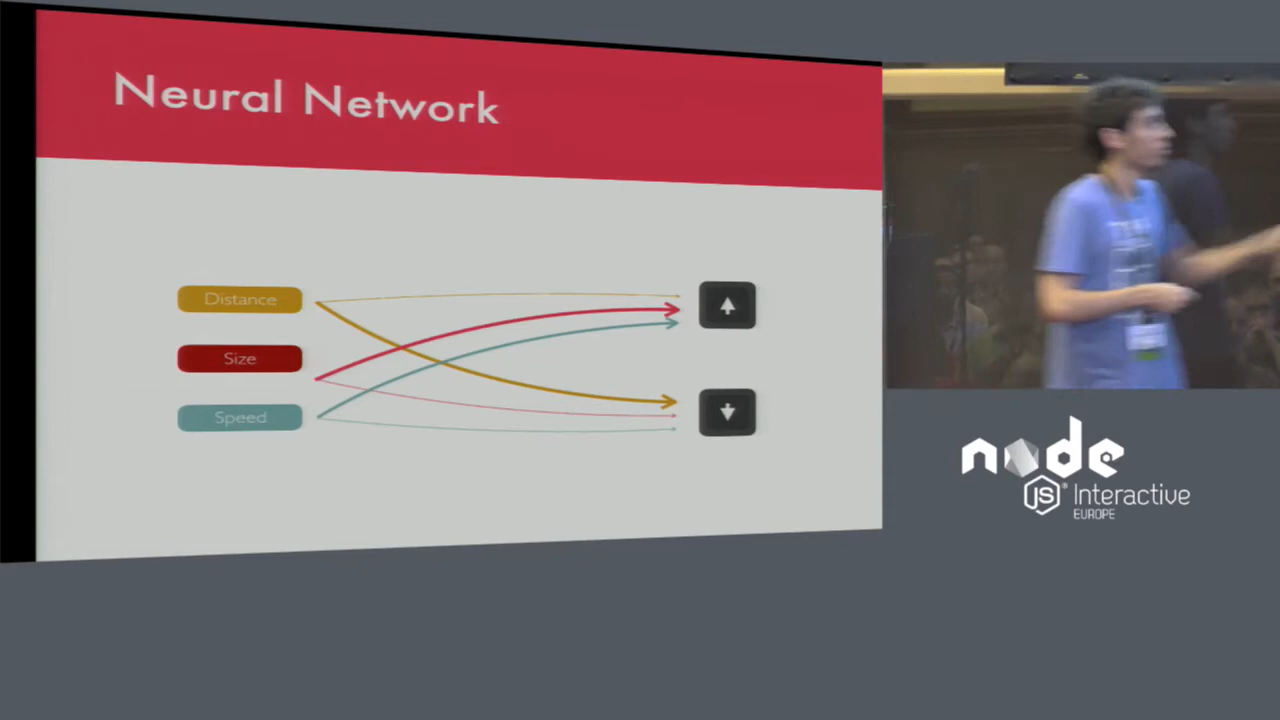 Neural Network
Distance
Size
Speed
node
JS® Interactive
EUROPE